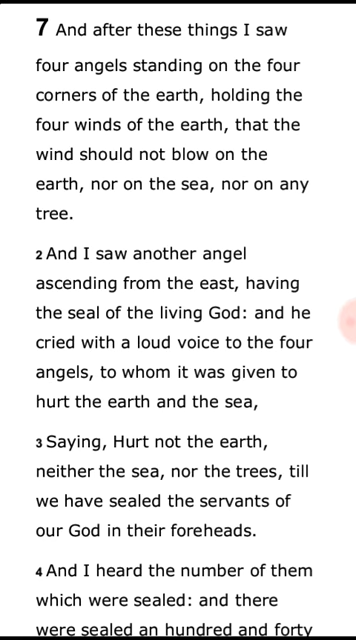 7 And after these things I saw
four angels standing on the four
corners of the earth, holding the
four winds of the earth, that the
wind should not blow on the
earth, nor on the sea, nor on any
tree.
2 And I saw another angel
ascending from the east, having
the seal of the living God: and he
cried with a loud voice to the four
angels, to whom it was given to
hurt the earth and the sea,
3 Saying, Hurt not the earth,
neither the sea, nor the trees, till
we have sealed the servants of
our God in their foreheads.
4 And I heard the number of them
which were sealed: and there
were sealed an hundred and forty